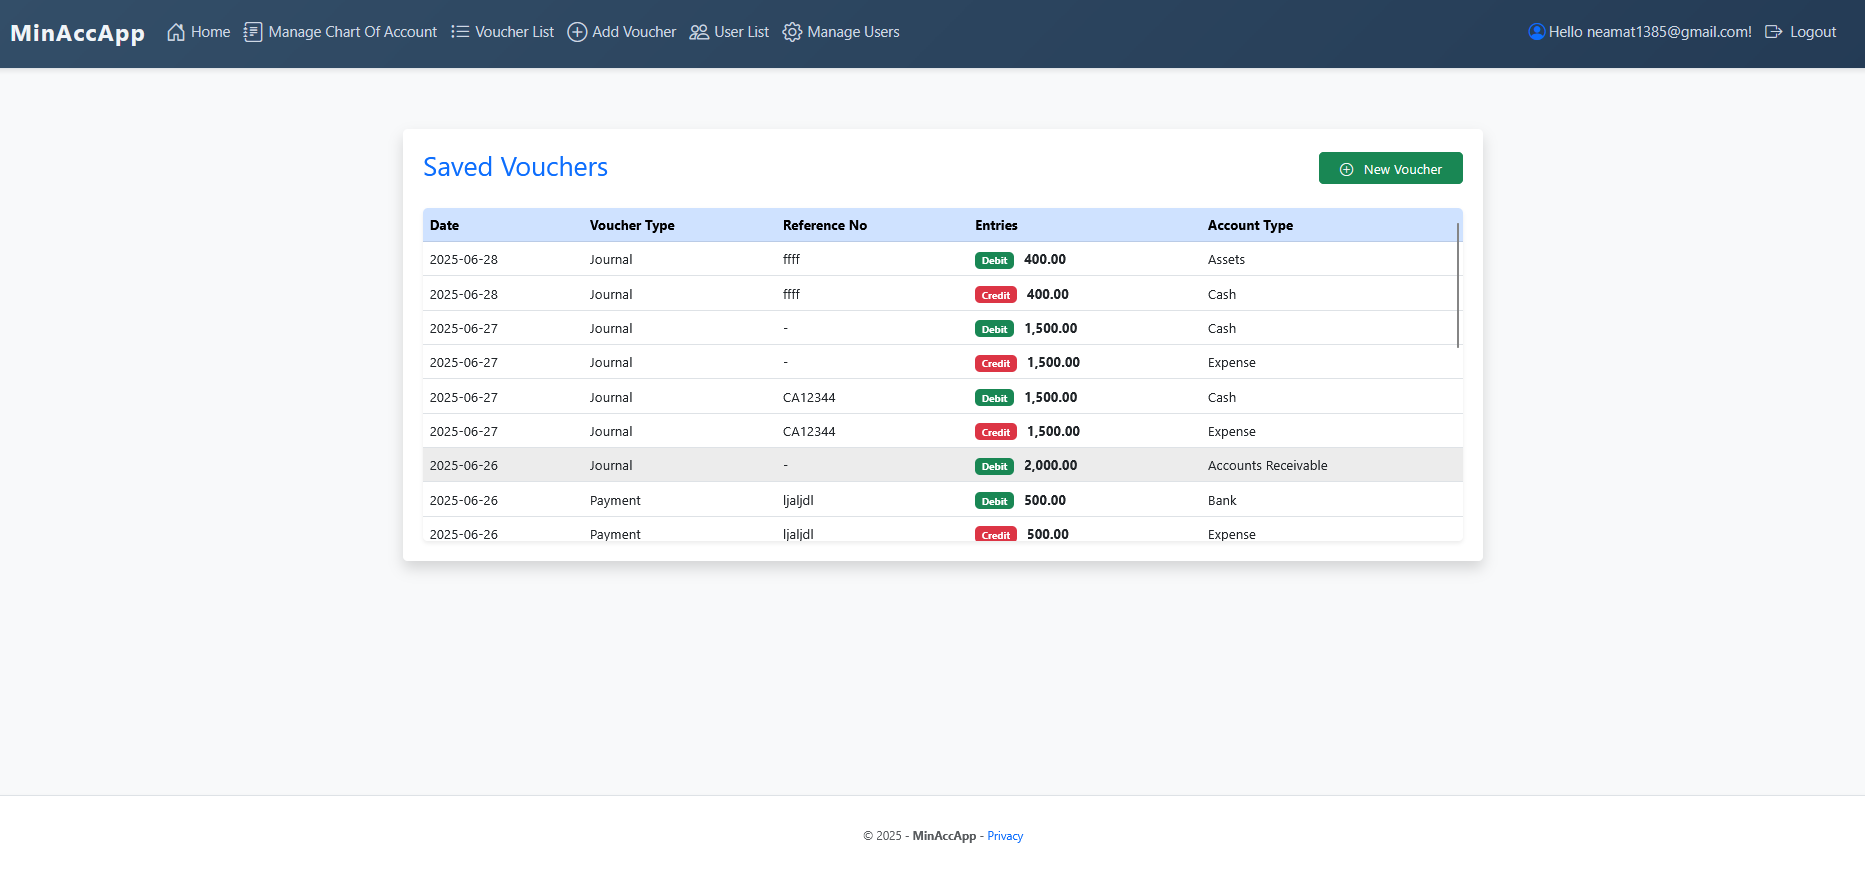 MinAccApp Home Manage Chart Of Account Voucher List Add Voucher User List Manage Users Hello neamat1385@gmail.com! Logout
Saved Vouchers New Voucher
Date Voucher Type Reference No Entries Account Type
2025-06-28 Journal ffff Debit 400.00 Assets
2025-06-28 Journal ffff Credit 400.00 Cash
2025-06-27 Journal - Debit 1,500.00 Cash
2025-06-27 Journal - Credit 1,500.00 Expense
2025-06-27 Journal CA12344 Debit 1,500.00 Cash
2025-06-27 Journal CA12344 Credit 1,500.00 Expense
2025-06-26 Journal - Debit 2,000.00 Accounts Receivable
2025-06-26 Payment ljaljdl Debit 500.00 Bank
2025-06-26 Payment ljaljdl Credit 500.00 Expense
© 2025 - MinAccApp - Privacy